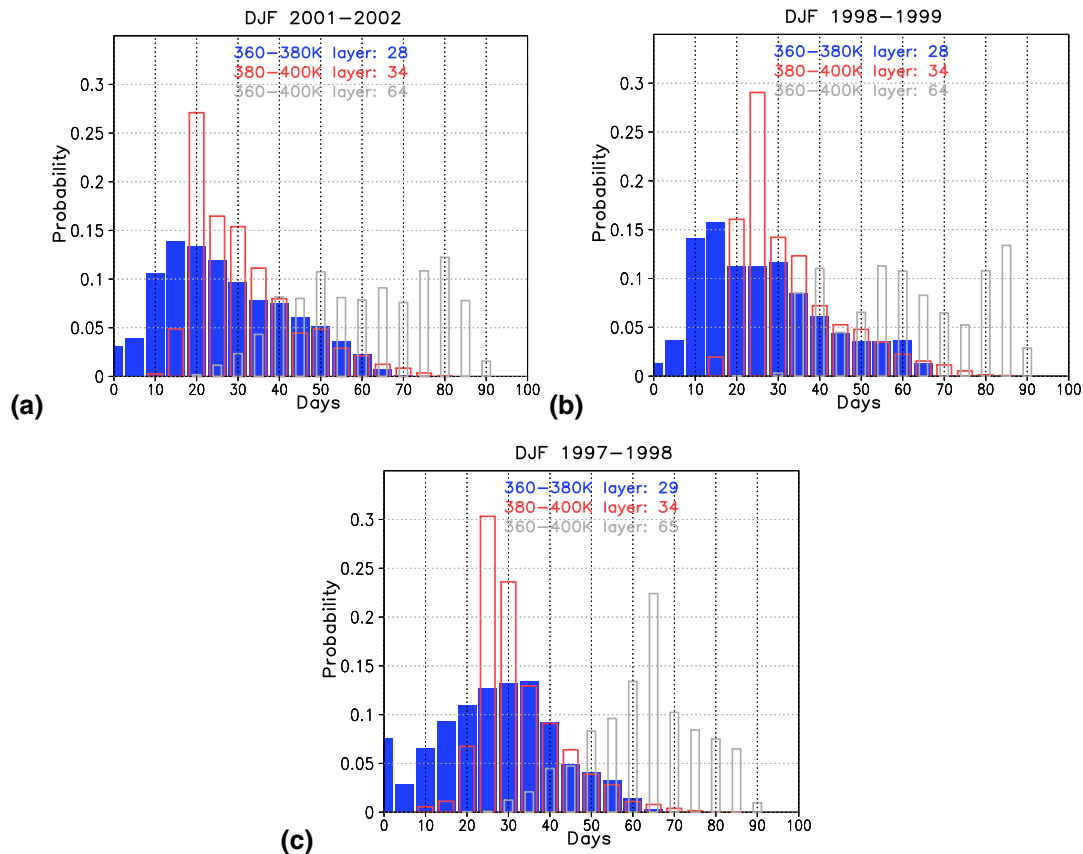 DJF 2001−2002
360−380K layer: 28
380−400K layer: 34
360−400K layer: 64
Probability
0.3
0.25
0.2
0.15
0.1
0.05
0
0 10 20 30 40 50 60 70 80 90 100
Days
(a)
DJF 1998−1999
360−380K layer: 28
380−400K layer: 34
360−400K layer: 64
Probability
0.3
0.25
0.2
0.15
0.1
0.05
0
0 10 20 30 40 50 60 70 80 90 100
Days
(b)
DJF 1997−1998
360−380K layer: 29
380−400K layer: 34
360−400K layer: 65
Probability
0.3
0.25
0.2
0.15
0.1
0.05
0
0 10 20 30 40 50 60 70 80 90 100
Days
(c)